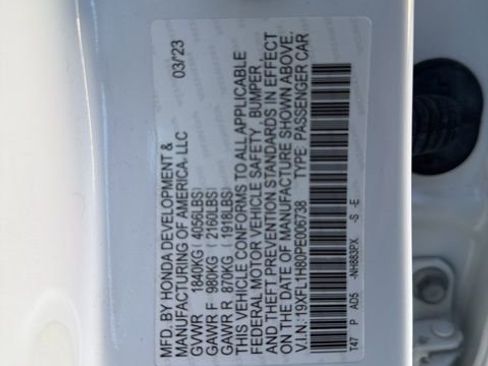 MFD. BY HONDA DEVELOPMENT & 03/23
MANUFACTURING OF AMERICA. LLC
GVWR 1840KG ( 4056LBS)
GAWR F 980KG ( 2160LBS)
GAWR R 870KG ( 1918LBS)
THIS VEHICLE CONFORMS TO ALL APPLICABLE
FEDERAL MOTOR VEHICLE SAFETY, BUMPER,
AND THEFT PREVENTION STANDARDS IN EFFECT
ON THE DATE OF MANUFACTURE SHOWN ABOVE.
V.I.N: 19XFL1H80PE006738 TYPE: PASSENGER CAR
T47 P AD5 -NH883PX -S -E